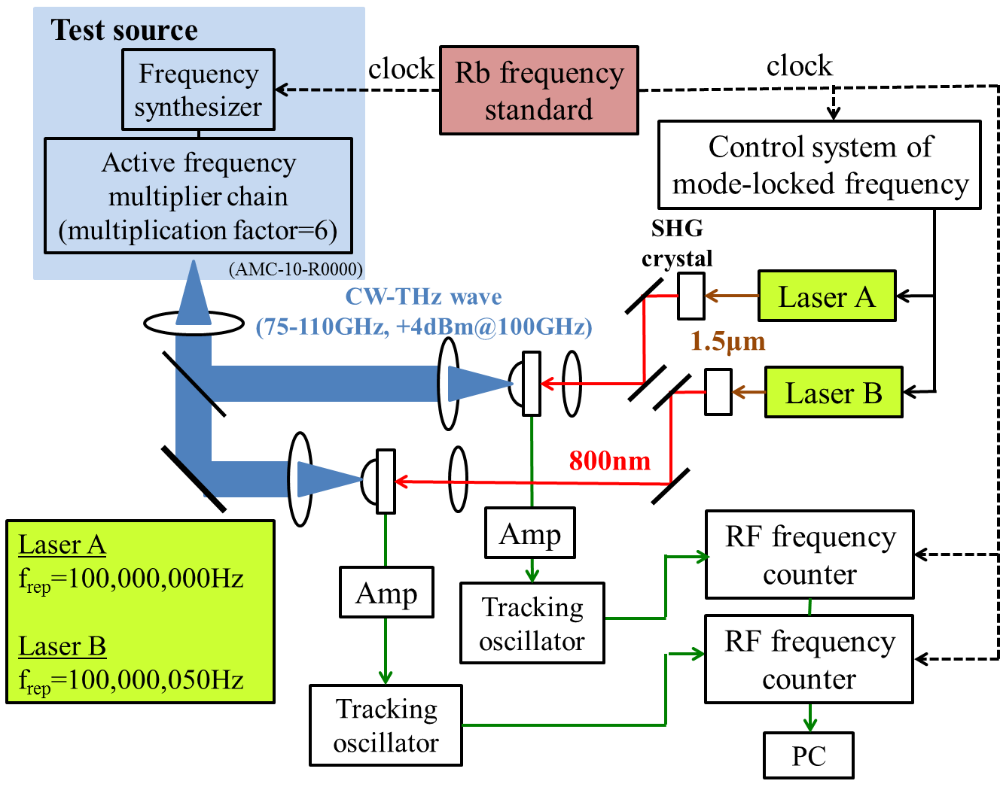 Test source
Frequency
synthesizer
clock
Rb frequency
standard
clock
Control system of
mode-locked frequency
Active frequency
multiplier chain
(multiplication factor=6)
(AMC-10-R0000)
SHG
crystal
Laser A
CW-THz wave
(75-110GHz, +4dBm@100GHz)
1.5μm
Laser B
800nm
Laser A
frep=100,000,000Hz
Laser B
frep=100,000,050Hz
Amp
Amp
Tracking
oscillator
Tracking
oscillator
RF frequency
counter
RF frequency
counter
PC